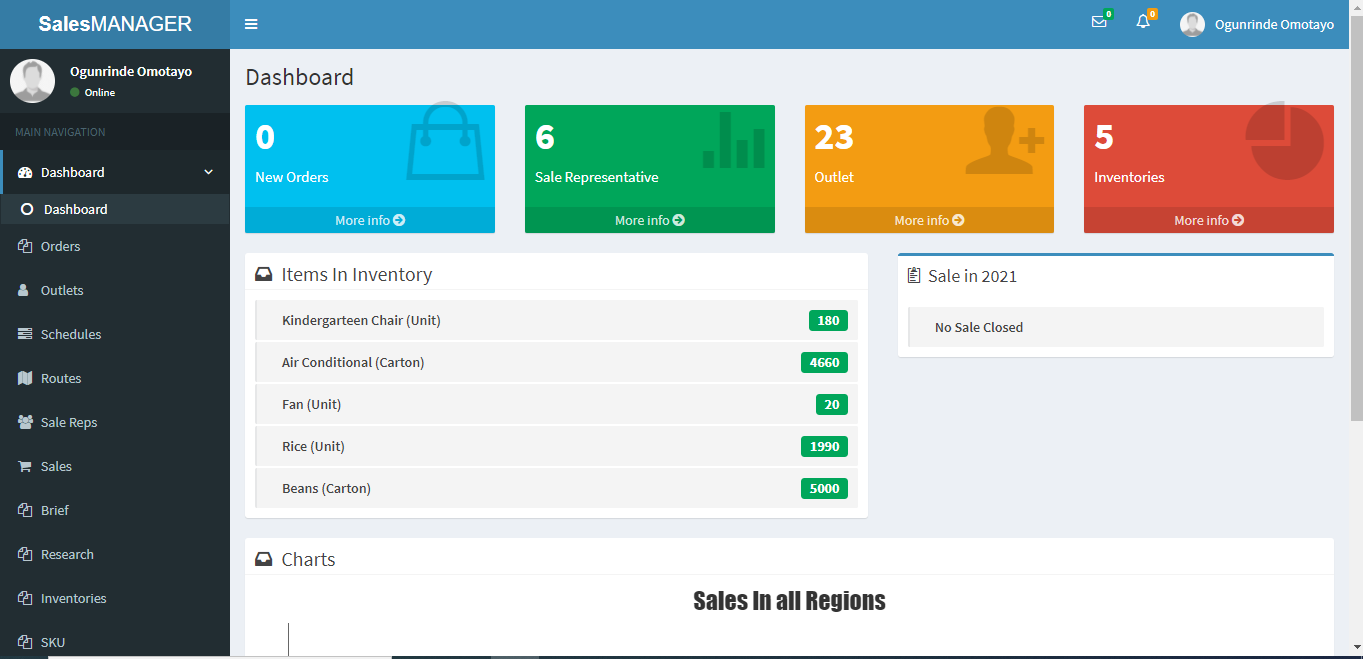 SalesMANAGER
0
0
Ogunrinde Omotayo
Ogunrinde Omotayo
Online
MAIN NAVIGATION
Dashboard
Dashboard
Orders
Outlets
Schedules
Routes
Sale Reps
Sales
Brief
Research
Inventories
SKU
Dashboard
0
New Orders
More info
6
Sale Representative
More info
23
Outlet
More info
5
Inventories
More info
Items In Inventory
Kindergarteen Chair (Unit) 180
Air Conditional (Carton) 4660
Fan (Unit) 20
Rice (Unit) 1990
Beans (Carton) 5000
Sale in 2021
No Sale Closed
Charts
Sales In all Regions